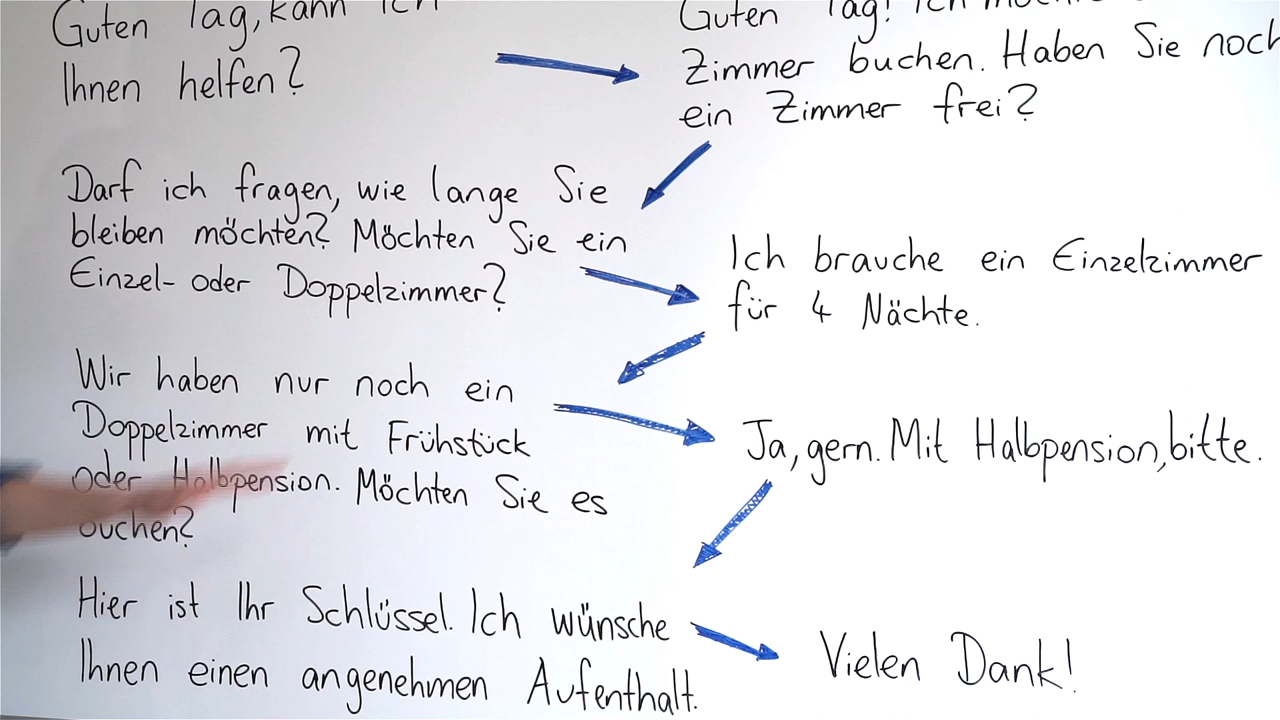 Guten Tag, kann ich
Ihnen helfen?
Guten Tag! Ich möchte
Zimmer buchen. Haben Sie noch
ein Zimmer frei?
Darf ich fragen, wie lange Sie
bleiben möchten? Möchten Sie ein
Einzel- oder Doppelzimmer?
Ich brauche ein Einzelzimmer
für 4 Nächte.
Wir haben nur noch ein
Doppelzimmer mit Frühstück
oder Halbpension. Möchten Sie es
buchen?
Ja, gern. Mit Halbpension, bitte.
Hier ist Ihr Schlüssel. Ich wünsche
Ihnen einen angenehmen Aufenthalt.
Vielen Dank!